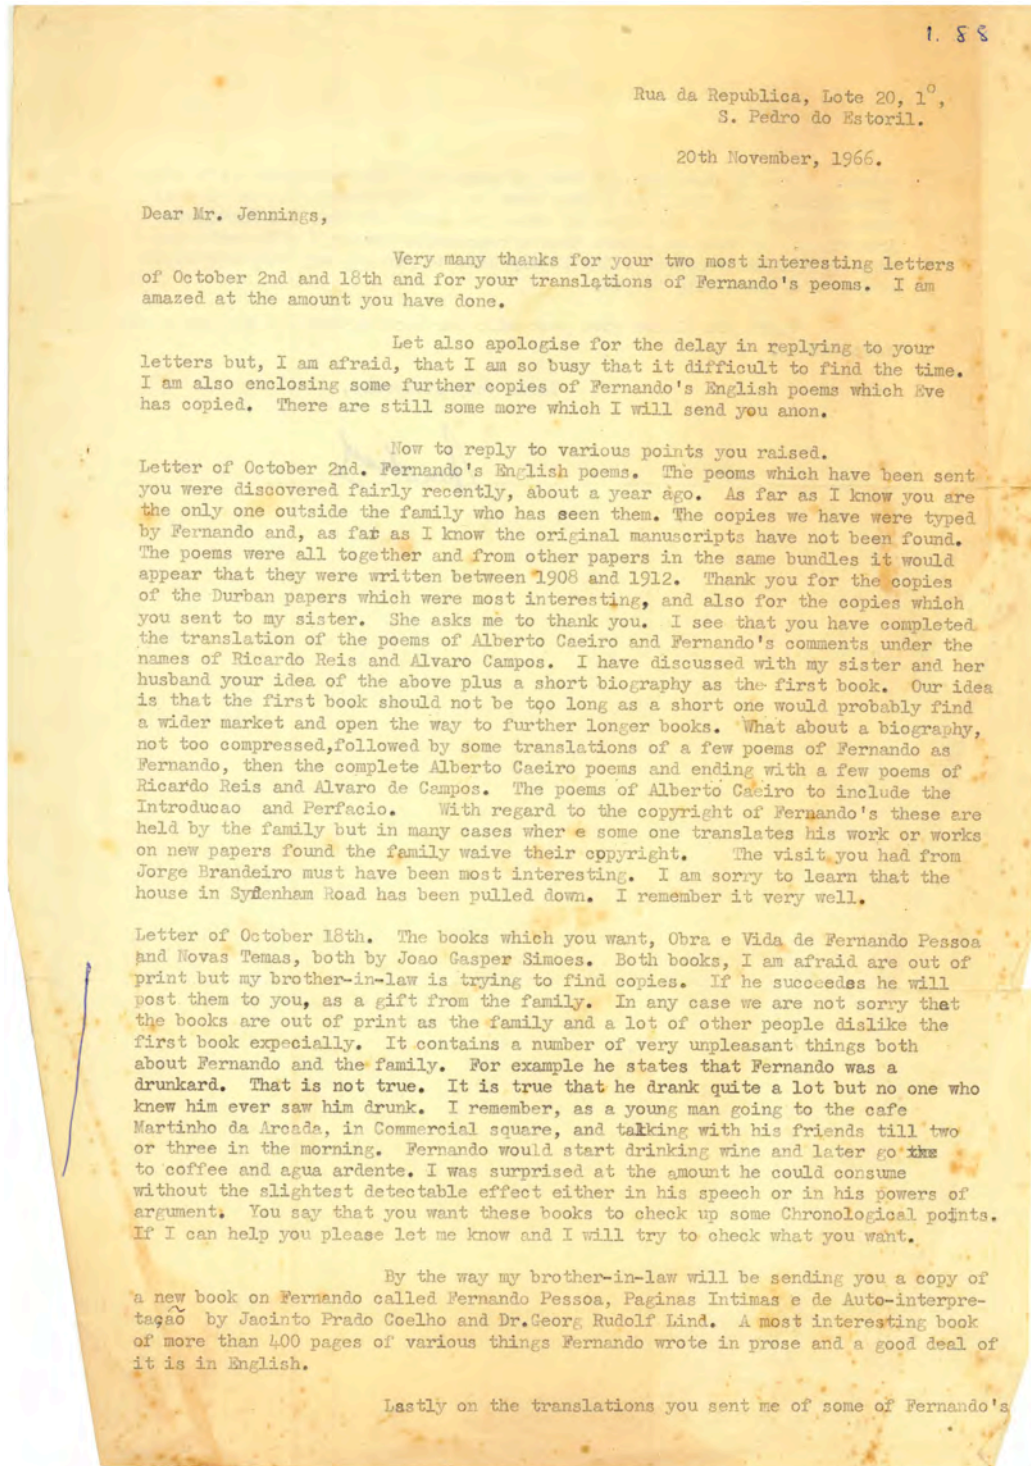 1. 88
Rua da Republica, Lote 20, 1º,
S. Pedro do Estoril.
20th November, 1966.
Dear Mr. Jennings,
Very many thanks for your two most interesting letters
of October 2nd and 18th and for your translations of Fernando's peoms. I am
amazed at the amount you have done.
Let also apologise for the delay in replying to your
letters but, I am afraid, that I am so busy that it difficult to find the time.
I am also enclosing some further copies of Fernando's English poems which Eve
has copied. There are still some more which I will send you anon.
Now to reply to various points you raised.
Letter of October 2nd. Fernando's English poems. The peoms which have been sent
you were discovered fairly recently, about a year ago. As far as I know you are
the only one outside the family who has seen them. The copies we have were typed
by Fernando and, as far as I know the original manuscripts have not been found.
The poems were all together and from other papers in the same bundles it would
appear that they were written between 1908 and 1912. Thank you for the copies
of the Durban papers which were most interesting, and also for the copies which
you sent to my sister. She asks me to thank you. I see that you have completed
the translation of the poems of Alberto Caeiro and Fernando's comments under the
names of Ricardo Reis and Alvaro Campos. I have discussed with my sister and her
husband your idea of the above plus a short biography as the first book. Our idea
is that the first book should not be too long as a short one would probably find
a wider market and open the way to further longer books. What about a biography,
not too compressed,followed by some translations of a few poems of Fernando as
Fernando, then the complete Alberto Caeiro poems and ending with a few poems of
Ricardo Reis and Alvaro de Campos. The poems of Alberto Caeiro to include the
Introducao and Perfacio. With regard to the copyright of Fernando's these are
held by the family but in many cases wher e some one translates his work or works
on new papers found the family waive their copyright. The visit you had from
Jorge Brandeiro must have been most interesting. I am sorry to learn that the
house in Sydenham Road has been pulled down. I remember it very well.
Letter of October 18th. The books which you want, Obra e Vida de Fernando Pessoa
and Novas Temas, both by Joao Gasper Simoes. Both books, I am afraid are out of
print but my brother-in-law is trying to find copies. If he succeedes he will
post them to you, as a gift from the family. In any case we are not sorry that
the books are out of print as the family and a lot of other people dislike the
first book expecially. It contains a number of very unpleasant things both
about Fernando and the family. For example he states that Fernando was a
drunkard. That is not true. It is true that he drank quite a lot but no one who
knew him ever saw him drunk. I remember, as a young man going to the cafe
Martinho da Arcada, in Commercial square, and talking with his friends till two
or three in the morning. Fernando would start drinking wine and later go the
to coffee and agua ardente. I was surprised at the amount he could consume
without the slightest detectable effect either in his speech or in his powers of
argument. You say that you want these books to check up some Chronological points.
If I can help you please let me know and I will try to check what you want.
By the way my brother-in-law will be sending you a copy of
a new book on Fernando called Fernando Pessoa, Paginas Intimas e de Auto-interpre-
tação by Jacinto Prado Coelho and Dr.Georg Rudolf Lind. A most interesting book
of more than 400 pages of various things Fernando wrote in prose and a good deal of
it is in English.
Lastly on the translations you sent me of some of Fernando's